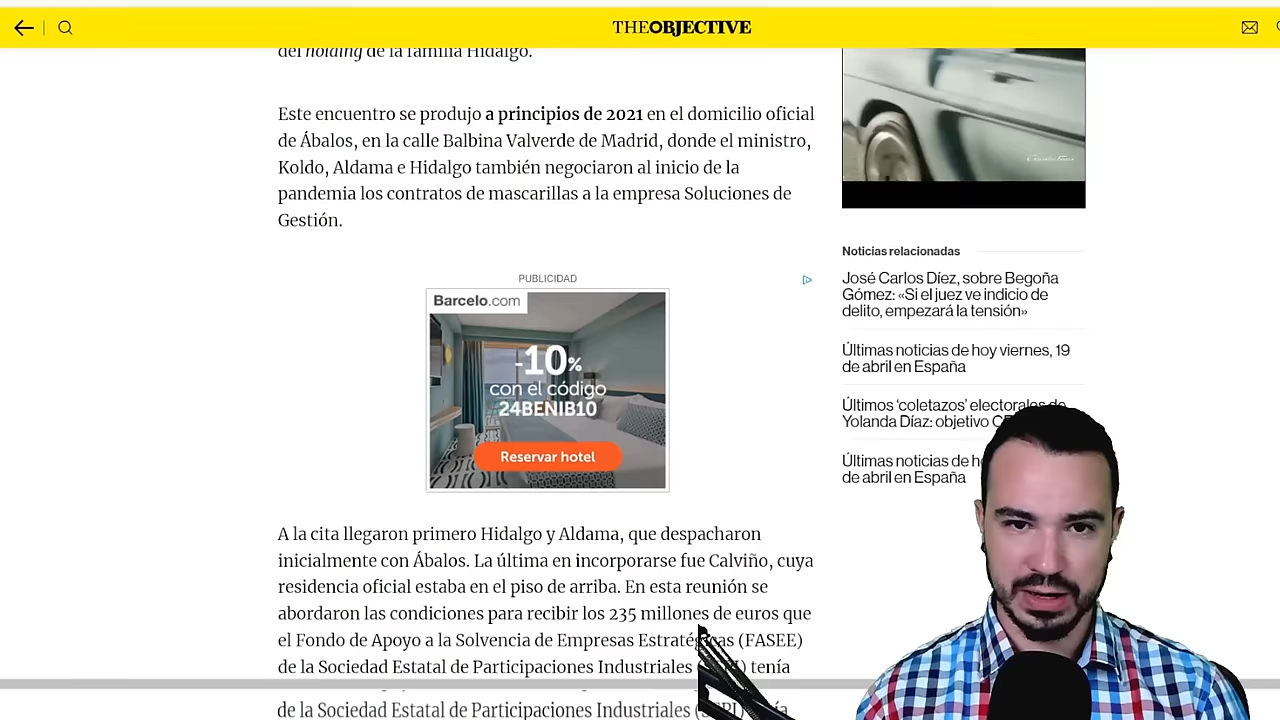 THE OBJECTIVE
del holding de la familia Hidalgo.
Este encuentro se produjo a principios de 2021 en el domicilio oficial
de Ábalos, en la calle Balbina Valverde de Madrid, donde el ministro,
Koldo, Aldama e Hidalgo también negociaron al inicio de la
pandemia los contratos de mascarillas a la empresa Soluciones de
Gestión.
PUBLICIDAD
Barcelo.com
-10%
con el código
24BENIB10
Reservar hotel
A la cita llegaron primero Hidalgo y Aldama, que despacharon
inicialmente con Ábalos. La última en incorporarse fue Calviño, cuya
residencia oficial estaba en el piso de arriba. En esta reunión se
abordaron las condiciones para recibir los 235 millones de euros que
el Fondo de Apoyo a la Solvencia de Empresas Estratégicas (FASEE)
de la Sociedad Estatal de Participaciones Industriales (SEPI) tenía
de la Sociedad Estatal de Participaciones Industriales (SEPI) tenía
Noticias relacionadas
José Carlos Díez, sobre Begoña
Gómez: «Si el juez ve indicio de
delito, empezará la tensión»
Últimas noticias de hoy viernes, 19
de abril en España
Últimos ‘coletazos’ electorales de
Yolanda Díaz: objetivo
Últimas noticias de
de abril en España